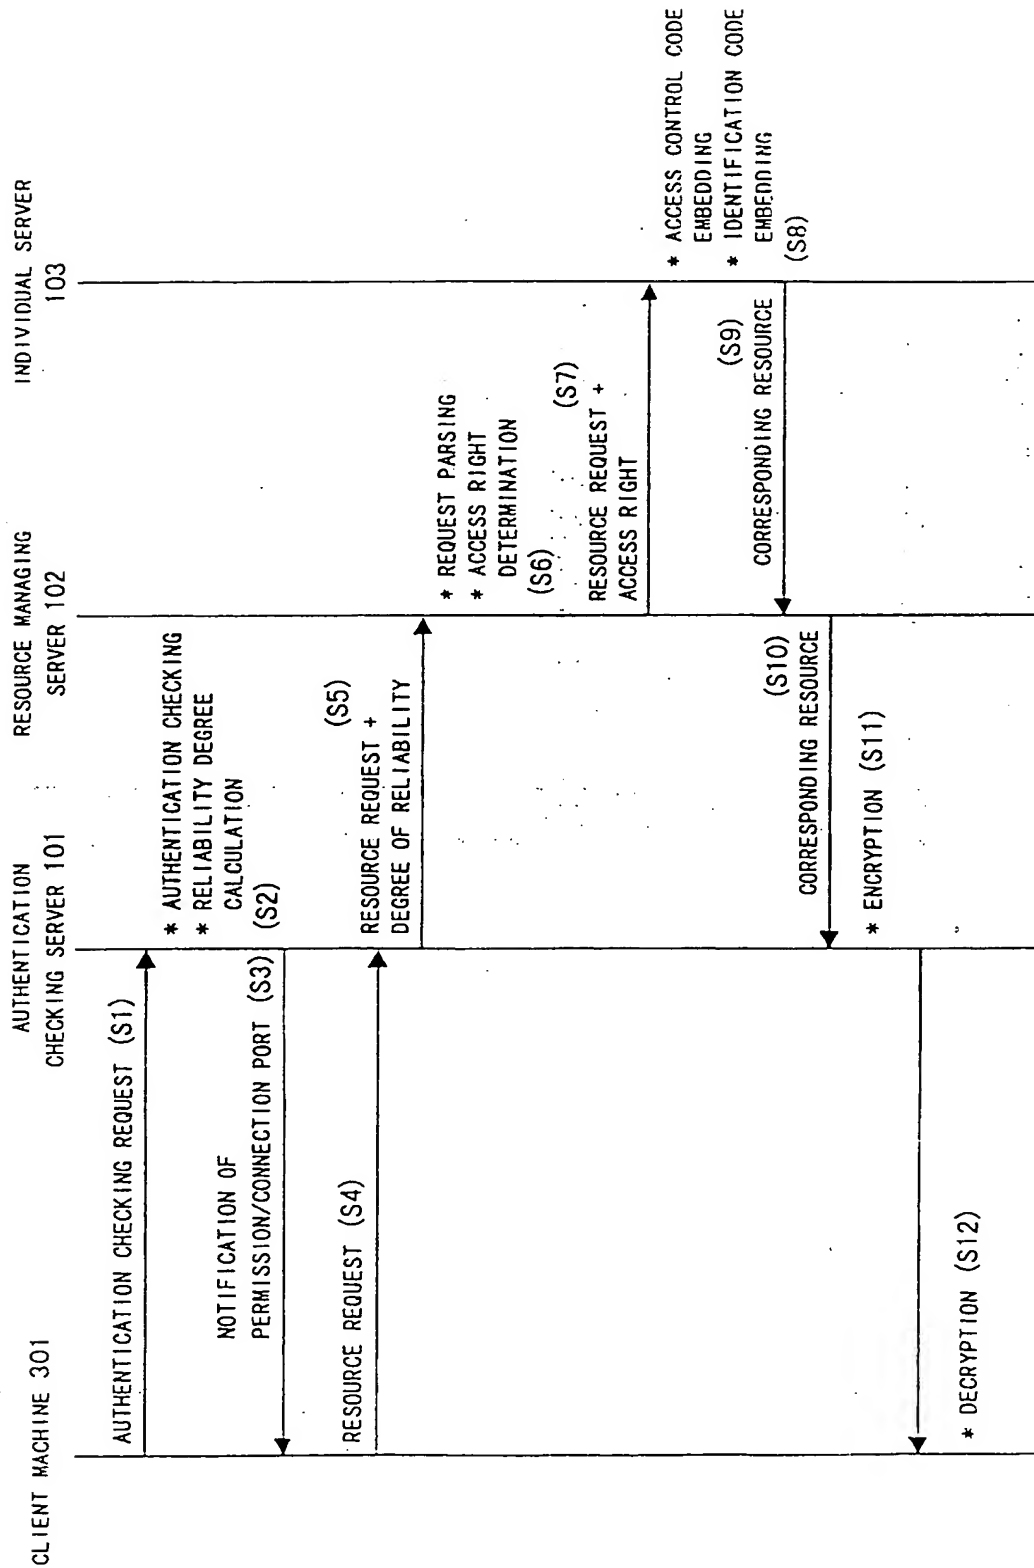 CLIENT MACHINE 301
AUTHENTICATION
CHECKING SERVER 101
RESOURCE MANAGING
SERVER 102
INDIVIDUAL SERVER
103
AUTHENTICATION CHECKING REQUEST (S1)
* AUTHENTICATION CHECKING
* RELIABILITY DEGREE
CALCULATION
(S2)
NOTIFICATION OF
PERMISSION/CONNECTION PORT (S3)
RESOURCE REQUEST (S4)
(S5)
RESOURCE REQUEST +
DEGREE OF RELIABILITY
* REQUEST PARSING
* ACCESS RIGHT
DETERMINATION
(S6)
(S7)
RESOURCE REQUEST +
ACCESS RIGHT
* ACCESS CONTROL CODE
EMBEDDING
* IDENTIFICATION CODE
EMBEDDING
(S8)
(S9)
CORRESPONDING RESOURCE
(S10)
CORRESPONDING RESOURCE
* ENCRYPTION (S11)
* DECRYPTION (S12)